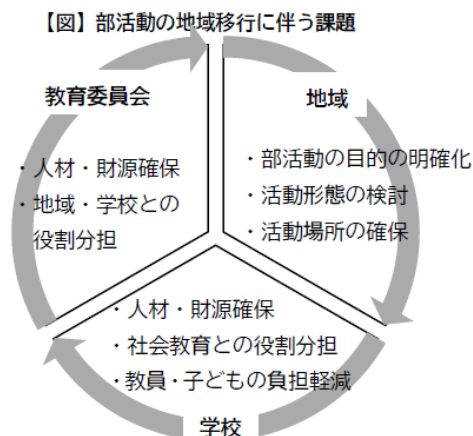 【図】部活動の地域移行に伴う課題
教育委員会
・人材・財源確保
・地域・学校との
役割分担
地域
・部活動の目的の明確化
・活動形態の検討
・活動場所の確保
・人材・財源確保
・社会教育との役割分担
・教員・子どもの負担軽減
学校